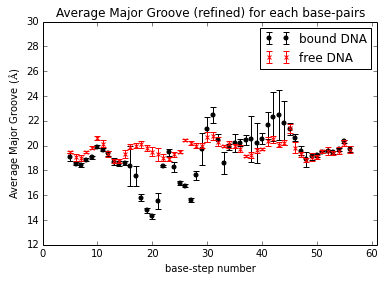 Average Major Groove (refined) for each base-pairs
30
28
26
24
22
20
18
16
14
12
Average Major Groove (Å)
bound DNA
free DNA
0 10 20 30 40 50 60
base-step number